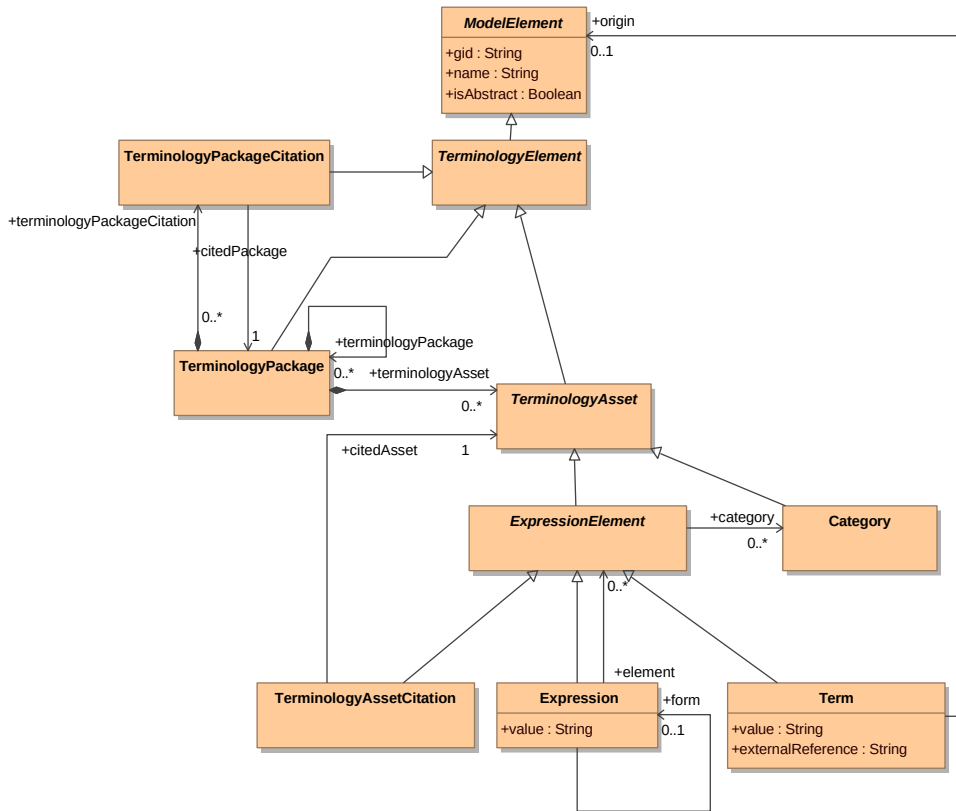 ModelElement
+gid : String
+name : String
+isAbstract : Boolean
+origin
0..1
TerminologyPackageCitation
TerminologyElement
+terminologyPackageCitation
+citedPackage
0..*
1
TerminologyPackage
+terminologyPackage
0..*
+terminologyAsset
0..*
TerminologyAsset
+citedAsset
1
ExpressionElement
+category
0..*
Category
0..*
TerminologyAssetCitation
+element
Expression
+value : String
+form
0..1
Term
+value : String
+externalReference : String